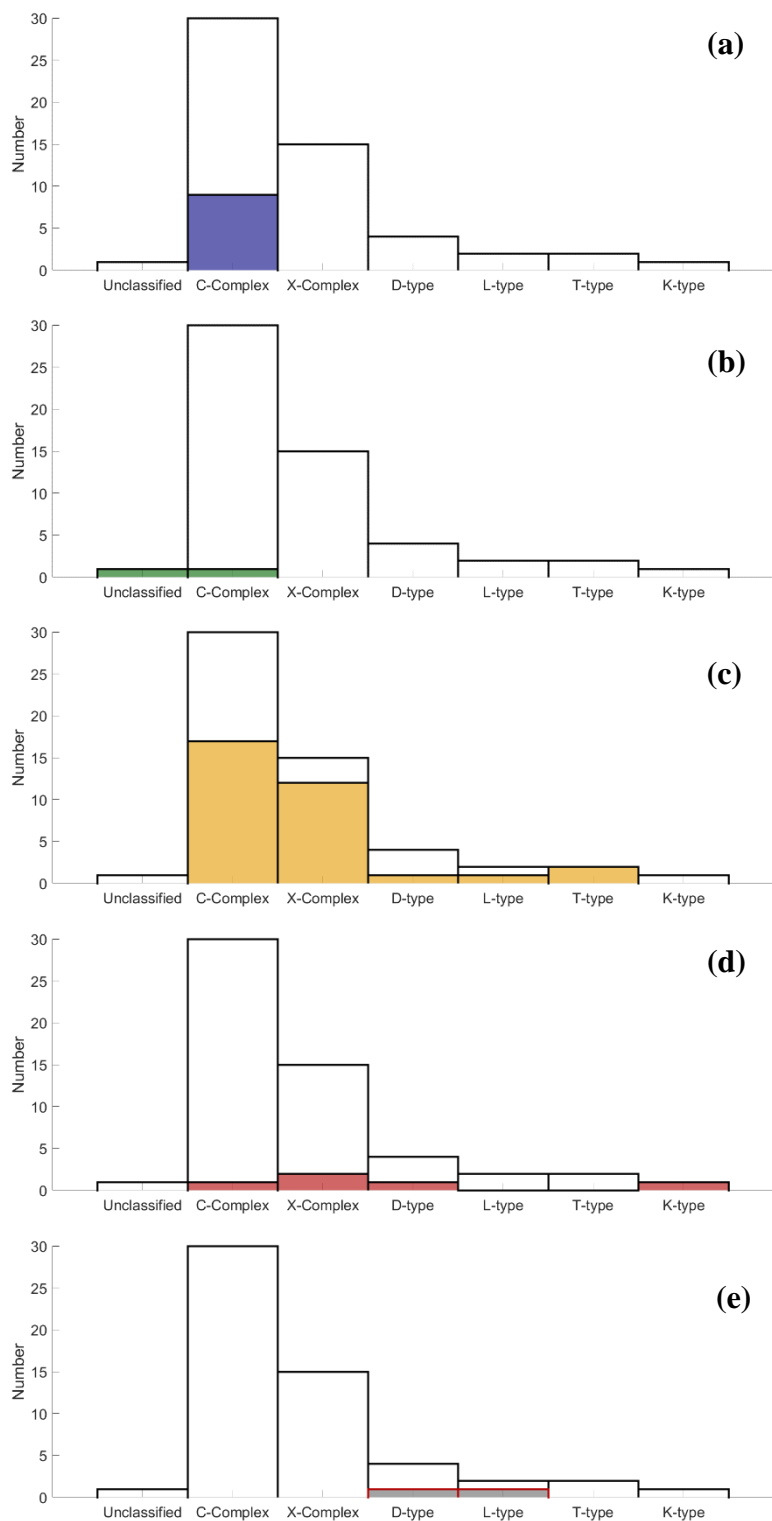 (a)
Number
30
25
20
15
10
5
0
Unclassified C-Complex X-Complex D-type L-type T-type K-type
(b)
Number
30
25
20
15
10
5
0
Unclassified C-Complex X-Complex D-type L-type T-type K-type
(c)
Number
30
25
20
15
10
5
0
Unclassified C-Complex X-Complex D-type L-type T-type K-type
(d)
Number
30
25
20
15
10
5
0
Unclassified C-Complex X-Complex D-type L-type T-type K-type
(e)
Number
30
25
20
15
10
5
0
Unclassified C-Complex X-Complex D-type L-type T-type K-type